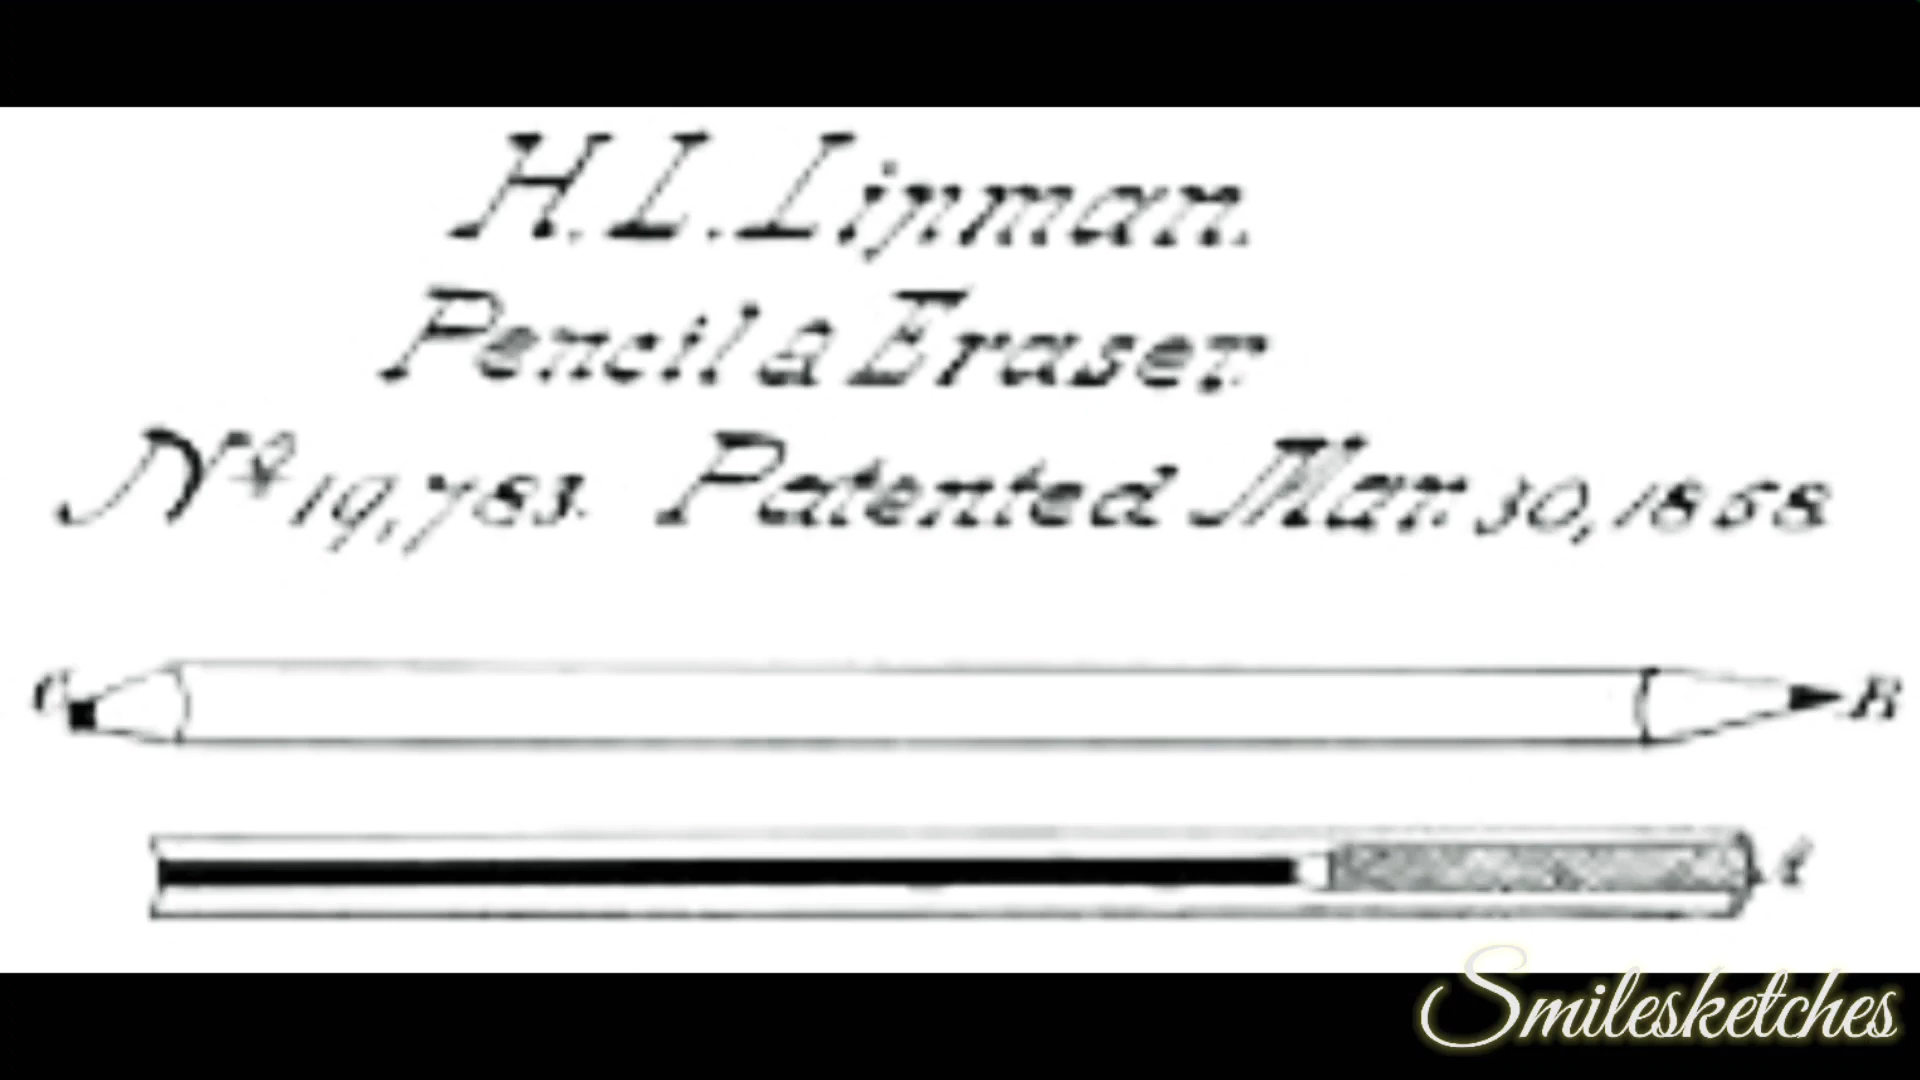 H. L. Lipman.
Pencil & Eraser.
Nº 19,783. Patented Mar. 30, 1858.
C
B
Smilesketches